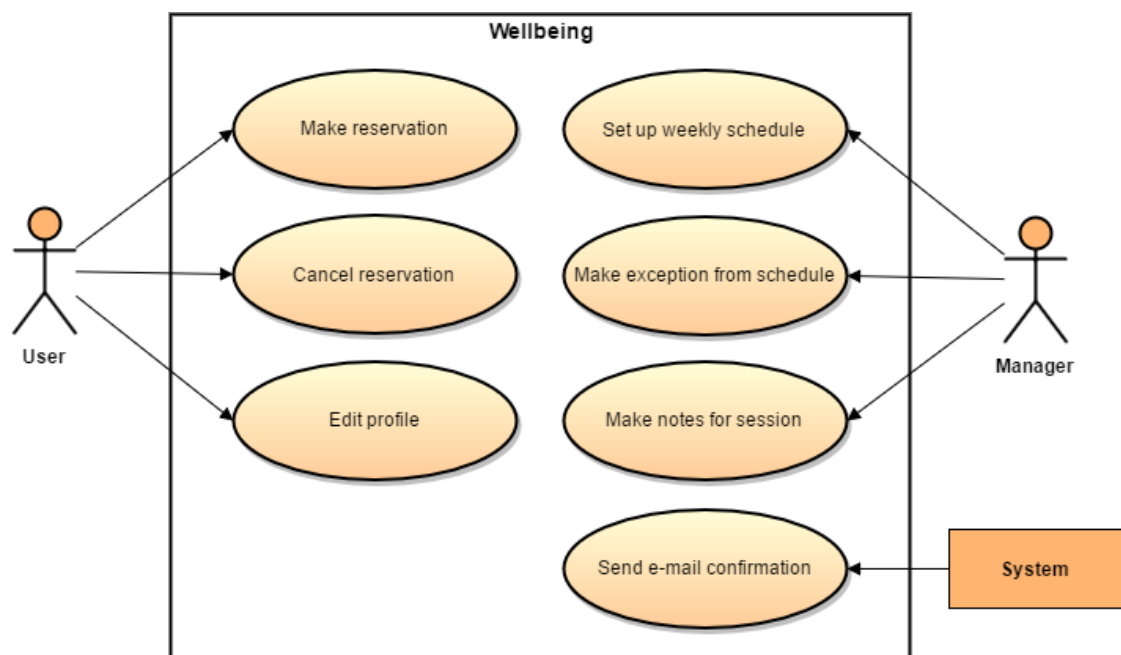 Wellbeing
Make reservation
Set up weekly schedule
Cancel reservation
Make exception from schedule
User
Manager
Edit profile
Make notes for session
Send e-mail confirmation
System